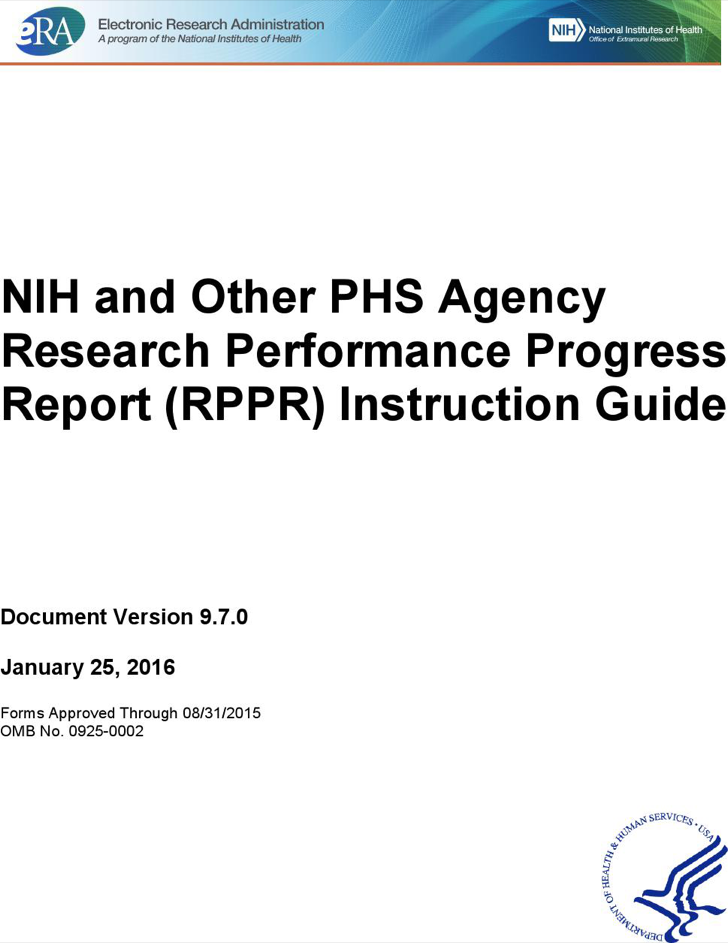 eRA
Electronic Research Administration
A program of the National Institutes of Health
NIH
National Institutes of Health
Office of Extramural Research
NIH and Other PHS Agency
Research Performance Progress
Report (RPPR) Instruction Guide
Document Version 9.7.0
January 25, 2016
Forms Approved Through 08/31/2015
OMB No. 0925-0002
DEPARTMENT OF HEALTH & HUMAN SERVICES • USA